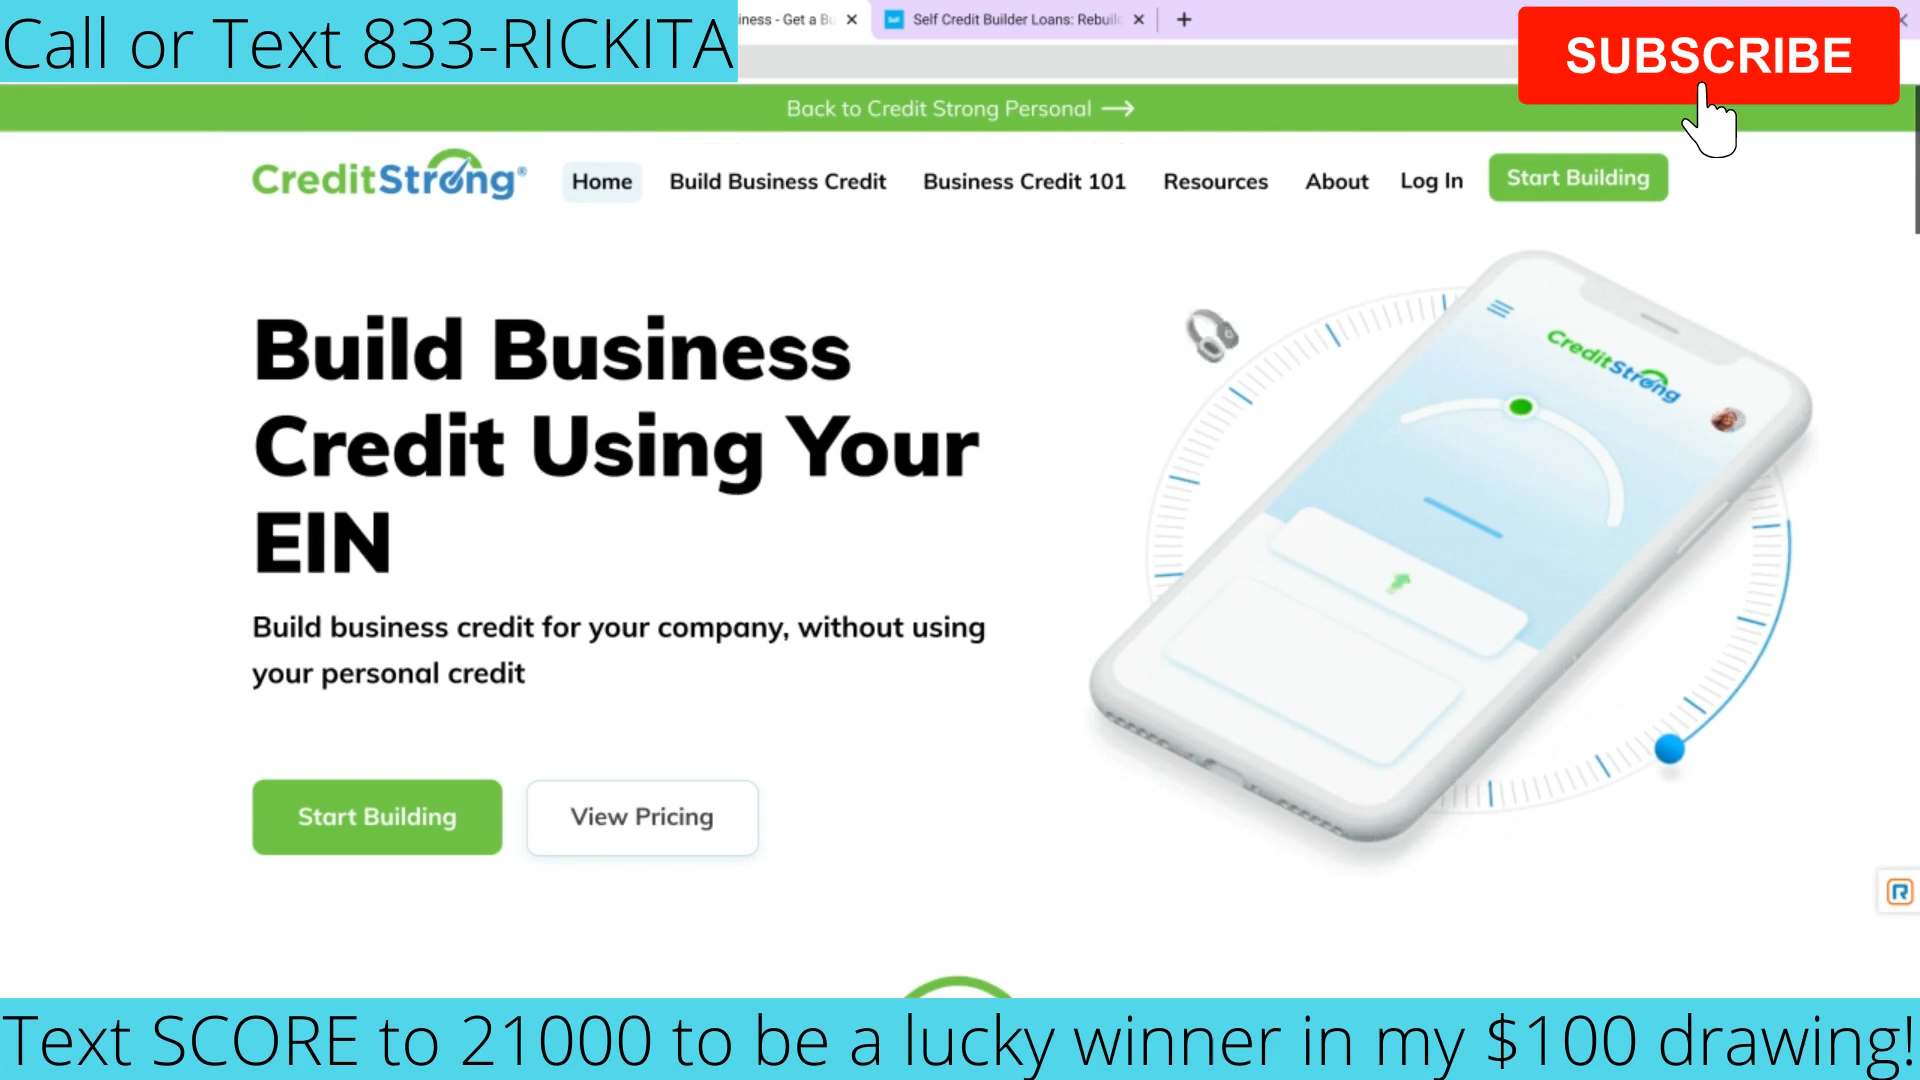 Call or Text 833-RICKITA
iness - Get a Bu
Self Credit Builder Loans: Rebuild
SUBSCRIBE
Back to Credit Strong Personal
CreditStrong®
Home
Build Business Credit
Business Credit 101
Resources
About
Log In
Start Building
Build Business
Credit Using Your
EIN
Build business credit for your company, without using
your personal credit
Start Building
View Pricing
CreditStrong
Text SCORE to 21000 to be a lucky winner in my $100 drawing!